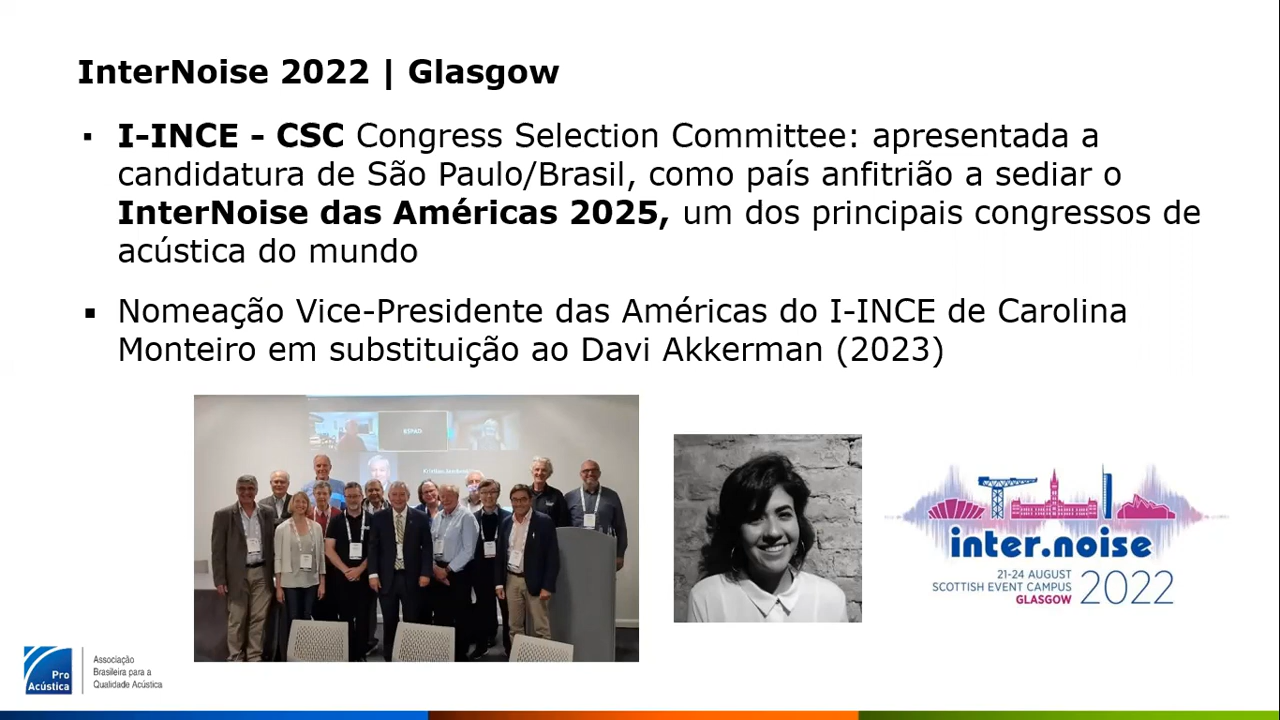 InterNoise 2022 | Glasgow
▪ I-INCE - CSC Congress Selection Committee: apresentada a
candidatura de São Paulo/Brasil, como país anfitrião a sediar o
InterNoise das Américas 2025, um dos principais congressos de
acústica do mundo
▪ Nomeação Vice-Presidente das Américas do I-INCE de Carolina
Monteiro em substituição ao Davi Akkerman (2023)
inter.noise
21-24 AUGUST
SCOTTISH EVENT CAMPUS
GLASGOW 2022
Pro
Acústica
Associação
Brasileira para a
Qualidade Acústica